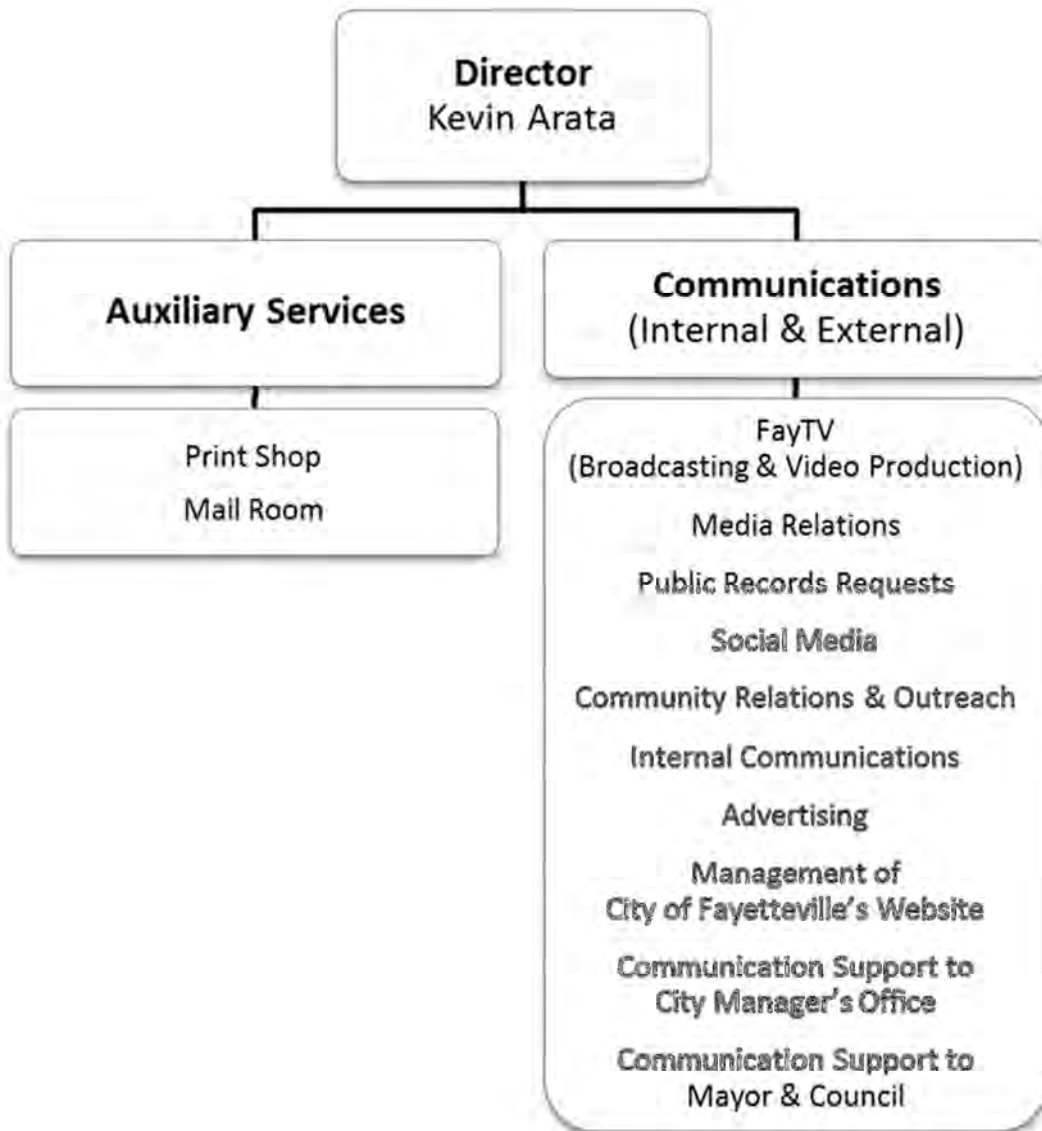 Director
Kevin Arata
Auxiliary Services
Print Shop
Mail Room
Communications
(Internal & External)
FayTV
(Broadcasting & Video Production)
Media Relations
Public Records Requests
Social Media
Community Relations & Outreach
Internal Communications
Advertising
Management of
City of Fayetteville's Website
Communication Support to
City Manager's Office
Communication Support to
Mayor & Council